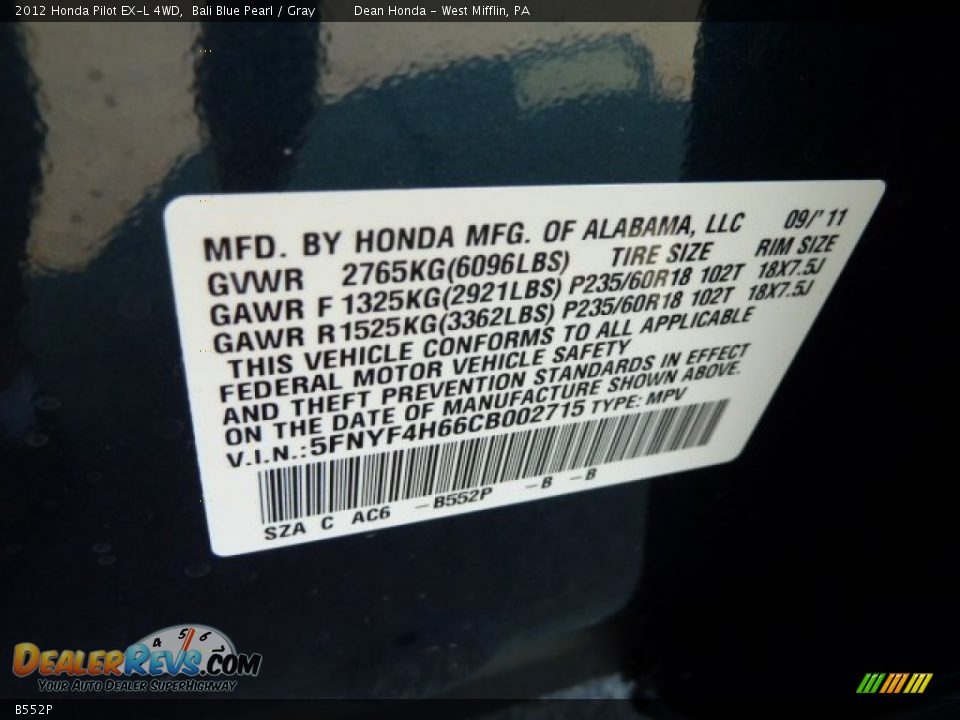 2012 Honda Pilot EX-L 4WD, Bali Blue Pearl / Gray Dean Honda - West Mifflin, PA
MFD. BY HONDA MFG. OF ALABAMA, LLC 09/'11
GVWR 2765KG(6096LBS) TIRE SIZE RIM SIZE
GAWR F 1325KG(2921LBS) P235/60R18 102T 18X7.5J
GAWR R 1525KG(3362LBS) P235/60R18 102T 18X7.5J
THIS VEHICLE CONFORMS TO ALL APPLICABLE
FEDERAL MOTOR VEHICLE SAFETY
AND THEFT PREVENTION STANDARDS IN EFFECT
ON THE DATE OF MANUFACTURE SHOWN ABOVE.
V.I.N.:5FNYF4H66CB002715 TYPE: MPV
SZA C AC6 -B552P -B -B
4 5 6
DEALERREVS.COM
YOUR AUTO DEALER SUPERHIGHWAY
B552P